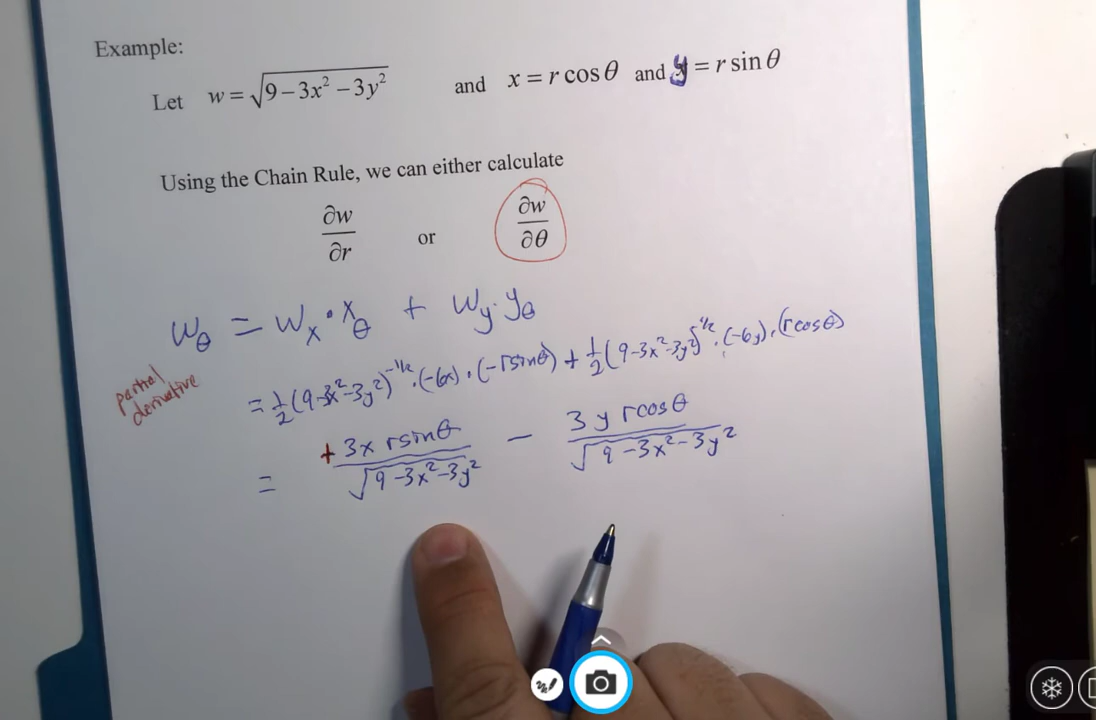 Example:
Let w = √(9 − 3x² − 3y²) and x = r cos θ and y = r sin θ
Using the Chain Rule, we can either calculate
∂w/∂r or ∂w/∂θ
w_θ = w_x · x_θ + w_y · y_θ
partial
derivative
= ½(9−3x²−3y²)^(-1/2) · (−6x) · (−r sinθ) + ½(9−3x²−3y²)^(-1/2) · (−6y) · (r cosθ)
= +3x r sinθ/√(9−3x²−3y²) − 3y r cosθ/√(9−3x²−3y²)